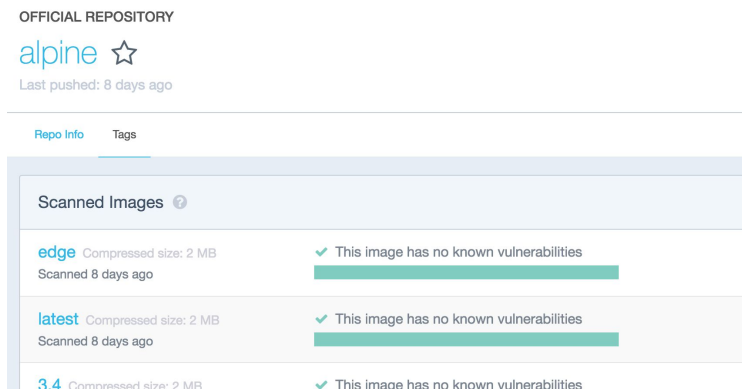 OFFICIAL REPOSITORY
alpine
Last pushed: 8 days ago
Repo Info Tags
Scanned Images ?
edge Compressed size: 2 MB ✓ This image has no known vulnerabilities
Scanned 8 days ago
latest Compressed size: 2 MB ✓ This image has no known vulnerabilities
Scanned 8 days ago
3.4 Compressed size: 2 MB ✓ This image has no known vulnerabilities